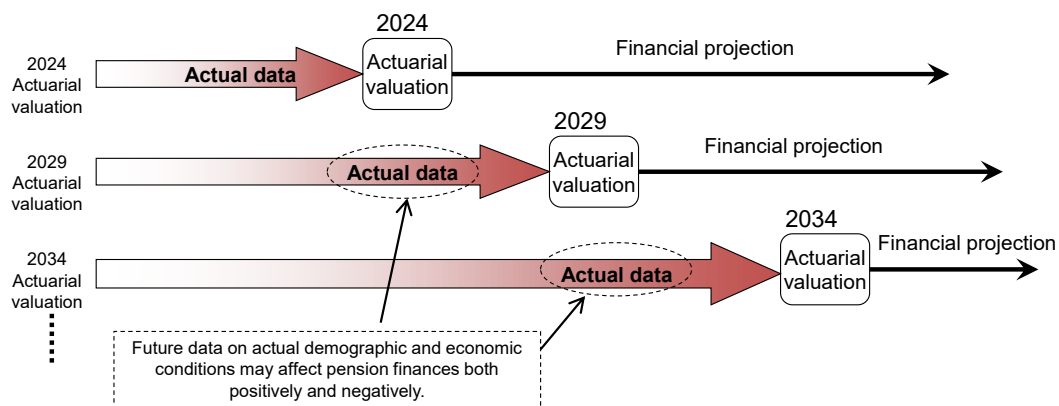 2024
Financial projection
2024
Actuarial
valuation
Actual data
Actuarial
valuation
2029
Financial projection
2029
Actuarial
valuation
Actual data
Actuarial
valuation
2034
Financial projection
2034
Actuarial
valuation
Actual data
Actuarial
valuation
Future data on actual demographic and economic
conditions may affect pension finances both
positively and negatively.